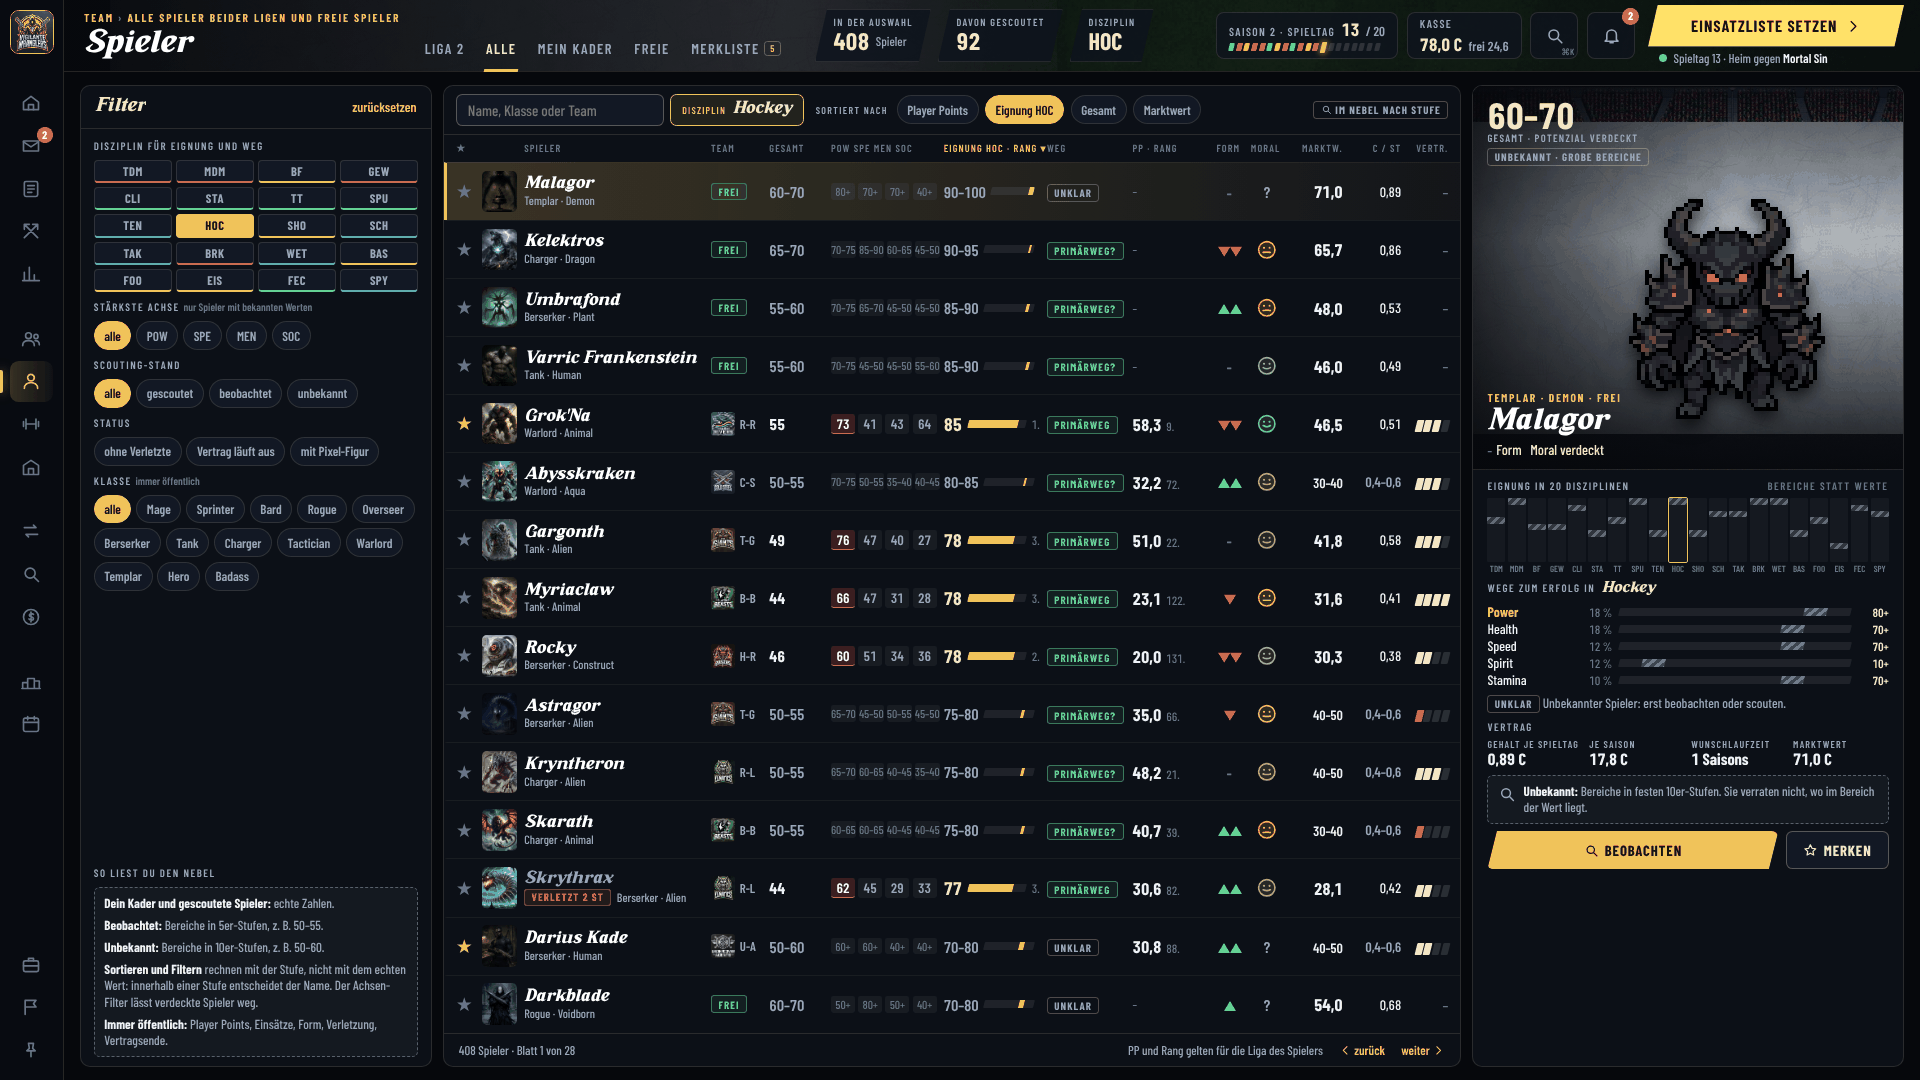 TEAM › ALLE SPIELER BEIDER LIGEN UND FREIE SPIELER
Spieler
LIGA 2 ALLE MEIN KADER FREIE MERKLISTE 5
IN DER AUSWAHL
408 Spieler
DAVON GESCOUTET
92
DISZIPLIN
HOC
SAISON 2 · SPIELTAG 13 / 20
KASSE
78,0 C frei 24,6
⌘K
2
EINSATZLISTE SETZEN
Spieltag 13 · Heim gegen Mortal Sin
2
Filter zurücksetzen
DISZIPLIN FÜR EIGNUNG UND WEG
TDM MDM BF GEW
CLI STA TT SPU
TEN HOC SHO SCH
TAK BRK WET BAS
FOO EIS FEC SPY
STÄRKSTE ACHSE nur Spieler mit bekannten Werten
alle POW SPE MEN SOC
SCOUTING-STAND
alle gescoutet beobachtet unbekannt
STATUS
ohne Verletzte Vertrag läuft aus mit Pixel-Figur
KLASSE immer öffentlich
alle Mage Sprinter Bard Rogue Overseer
Berserker Tank Charger Tactician Warlord
Templar Hero Badass
SO LIEST DU DEN NEBEL
Dein Kader und gescoutete Spieler: echte Zahlen.
Beobachtet: Bereiche in 5er-Stufen, z. B. 50–55.
Unbekannt: Bereiche in 10er-Stufen, z. B. 50–60.
Sortieren und Filtern rechnen mit der Stufe, nicht mit dem echten
Wert: innerhalb einer Stufe entscheidet der Name. Der Achsen-
Filter lässt verdeckte Spieler weg.
Immer öffentlich: Player Points, Einsätze, Form, Verletzung,
Vertragsende.
Name, Klasse oder Team
DISZIPLIN Hockey
SORTIERT NACH Player Points Eignung HOC Gesamt Marktwert
IM NEBEL NACH STUFE
★ SPIELER TEAM GESAMT POW SPE MEN SOC EIGNUNG HOC · RANG ▾ WEG PP · RANG FORM MORAL MARKTW. C / ST VERTR.
Malagor
Templar · Demon
FREI 60-70 80+ 70+ 70+ 40+ 90-100 UNKLAR – – ? 71,0 0,89 –
Kelektros
Charger · Dragon
FREI 65-70 70-75 85-90 60-65 45-50 90-95 PRIMÄRWEG? – ▼▼ 65,7 0,86 –
Umbrafond
Berserker · Plant
FREI 55-60 70-75 65-70 45-50 45-50 85-90 PRIMÄRWEG? – ▲▲ 48,0 0,53 –
Varric Frankenstein
Tank · Human
FREI 55-60 70-75 45-50 45-50 55-60 85-90 PRIMÄRWEG? – – 46,0 0,49 –
Grok'Na
Warlord · Animal
R-R 55 73 41 43 64 85 1. PRIMÄRWEG 58,3 9. ▼▼ 46,5 0,51
Abysskraken
Warlord · Aqua
C-S 50-55 70-75 50-55 35-40 40-45 80-85 PRIMÄRWEG? 32,2 72. ▲▲ 30-40 0,4-0,6
Gargonth
Tank · Alien
T-G 49 76 47 40 27 78 3. PRIMÄRWEG 51,0 22. – 41,8 0,58
Myriaclaw
Tank · Animal
B-B 44 66 47 31 28 78 3. PRIMÄRWEG 23,1 122. ▼ 31,6 0,41
Rocky
Berserker · Construct
H-R 46 60 51 34 36 78 2. PRIMÄRWEG 20,0 131. ▼▼ 30,3 0,38
Astragor
Berserker · Alien
T-G 50-55 65-70 45-50 50-55 45-50 75-80 PRIMÄRWEG? 35,0 66. ▼ 40-50 0,4-0,6
Kryntheron
Charger · Alien
R-L 50-55 65-70 60-65 40-45 35-40 75-80 PRIMÄRWEG? 48,2 21. – 40-50 0,4-0,6
Skarath
Charger · Animal
B-B 50-55 60-65 65-70 40-45 40-45 75-80 PRIMÄRWEG? 40,7 39. ▲▲ 30-40 0,4-0,6
Skrythrax
VERLETZT 2 ST Berserker · Alien
R-L 44 62 45 29 33 77 3. PRIMÄRWEG 30,6 82. ▲▲ 28,1 0,42
Darius Kade
Berserker · Human
U-A 50-60 60+ 60+ 40+ 40+ 70-80 UNKLAR 30,8 88. ▲▲ ? 40-50 0,4-0,6
Darkblade
Rogue · Voidborn
FREI 60-70 50+ 80+ 50+ 40+ 70-80 UNKLAR – ▲ ? 54,0 0,68 –
408 Spieler · Blatt 1 von 28
PP und Rang gelten für die Liga des Spielers
zurück weiter
60–70
GESAMT · POTENZIAL VERDECKT
UNBEKANNT · GROBE BEREICHE
TEMPLAR · DEMON · FREI
Malagor
– Form Moral verdeckt
EIGNUNG IN 20 DISZIPLINEN BEREICHE STATT WERTE
TDM MDM BF GEW CLI STA TT SPU TEN HOC SHO SCH TAK BRK WET BAS FOO EIS FEC SPY
WEGE ZUM ERFOLG IN Hockey
Power 18 % 80+
Health 18 % 70+
Speed 12 % 70+
Spirit 12 % 10+
Stamina 10 % 70+
UNKLAR Unbekannter Spieler: erst beobachten oder scouten.
VERTRAG
GEHALT JE SPIELTAG JE SAISON WUNSCHLAUFZEIT MARKTWERT
0,89 C 17,8 C 1 Saisons 71,0 C
Unbekannt: Bereiche in festen 10er-Stufen. Sie verraten nicht, wo im Bereich
der Wert liegt.
BEOBACHTEN MERKEN